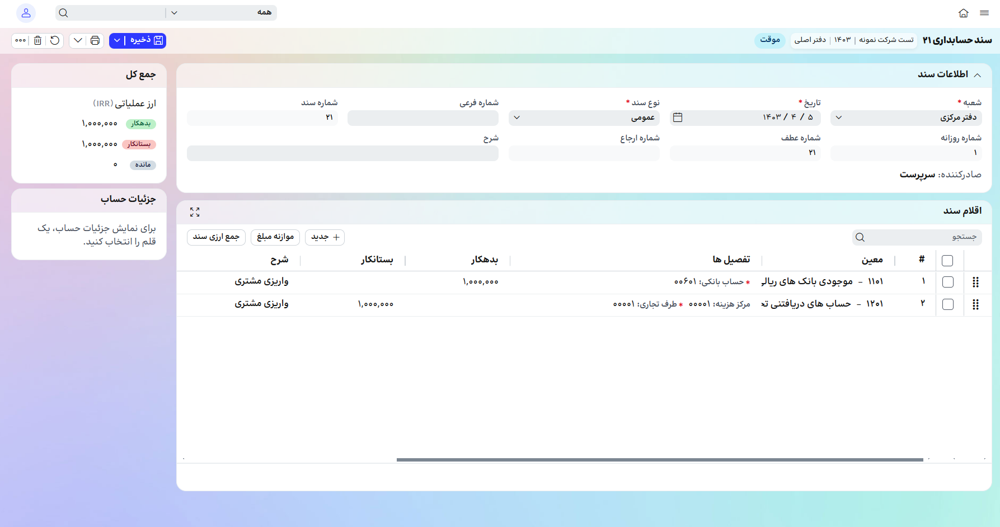 همه
سند حسابداری ۲۱
تست شرکت نمونه | ۱۴۰۳ | دفتر اصلی
موقت
ذخیره
اطلاعات سند
شعبه *
تاریخ *
نوع سند *
شماره فرعی
شماره سند
دفتر مرکزی
۱۴۰۳ / ۴ / ۵
عمومی
۲۱
شماره روزانه
شماره عطف
شماره ارجاع
شرح
۱
۲۱
صادرکننده: سرپرست
جمع کل
ارز عملیاتی (IRR)
بدهکار ۱,۰۰۰,۰۰۰
بستانکار ۱,۰۰۰,۰۰۰
مانده ۰
جزئیات حساب
برای نمایش جزئیات حساب، یک
قلم را انتخاب کنید.
اقلام سند
جستجو
جدید
موازنه مبلغ
جمع ارزی سند
# معین تفصیل ها بدهکار بستانکار شرح
۱ ۱۱۰۱ – موجودی بانک های ریالی * حساب بانکی: ۰۰۶۰۱ ۱,۰۰۰,۰۰۰ واریزی مشتری
۲ ۱۲۰۱ – حساب های دریافتنی مرکز هزینه: ۰۰۰۰۱ * طرف تجاری: ۰۰۰۰۱ ۱,۰۰۰,۰۰۰ واریزی مشتری